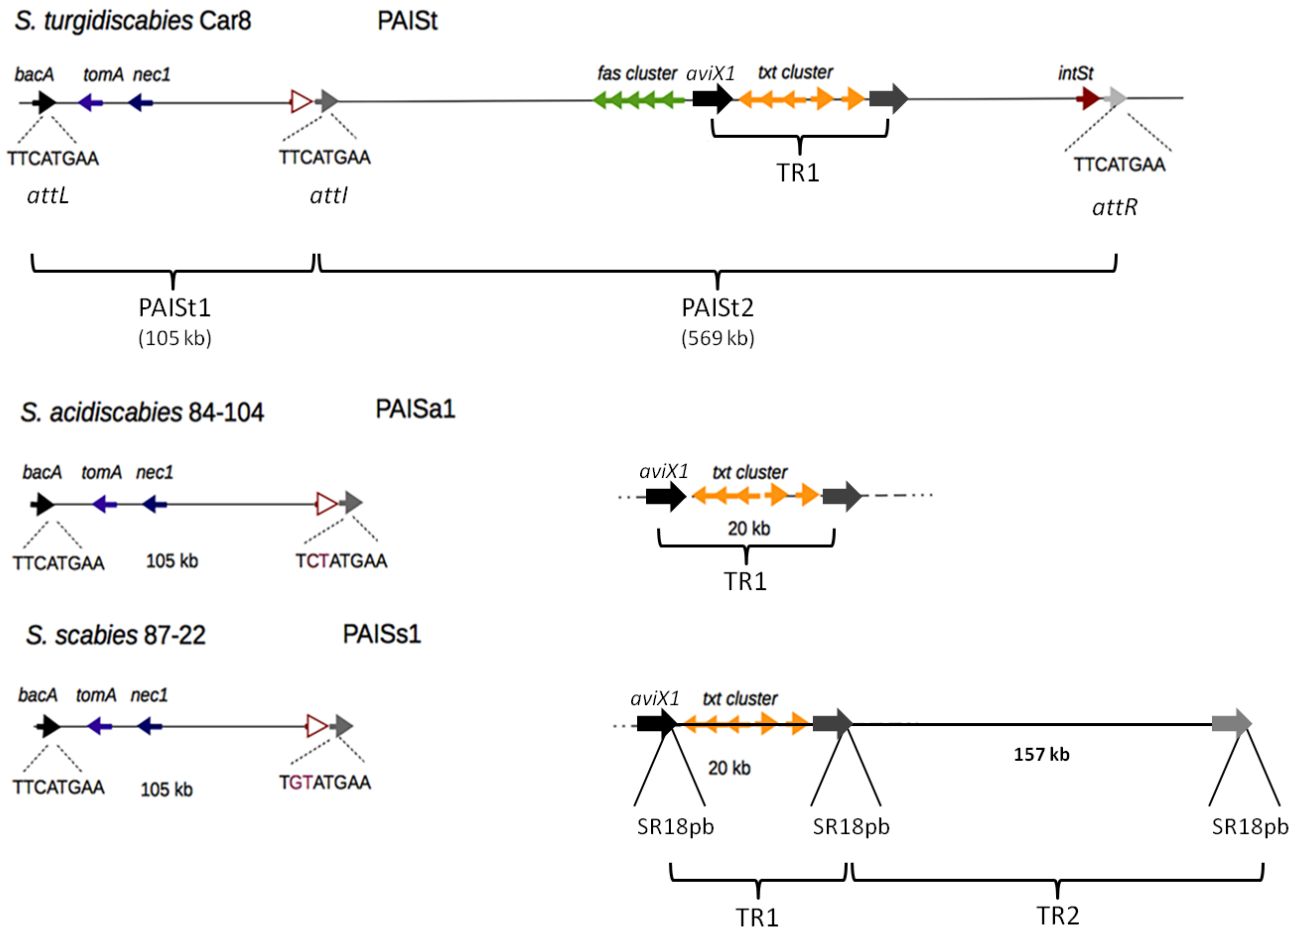 S. turgidiscabies Car8 PAISt
bacA tomA nec1 fas cluster aviX1 txt cluster intSt
TTCATGAA TTCATGAA TTCATGAA
TR1
attL attI attR
PAISt1 PAISt2
(105 kb) (569 kb)
S. acidiscabies 84-104 PAISa1
bacA tomA nec1 aviX1 txt cluster
20 kb
TTCATGAA 105 kb TCTATGAA
TR1
S. scabies 87-22 PAISs1
bacA tomA nec1 aviX1 txt cluster
157 kb
20 kb
TTCATGAA 105 kb TGTATGAA
SR18pb SR18pb SR18pb
TR1 TR2